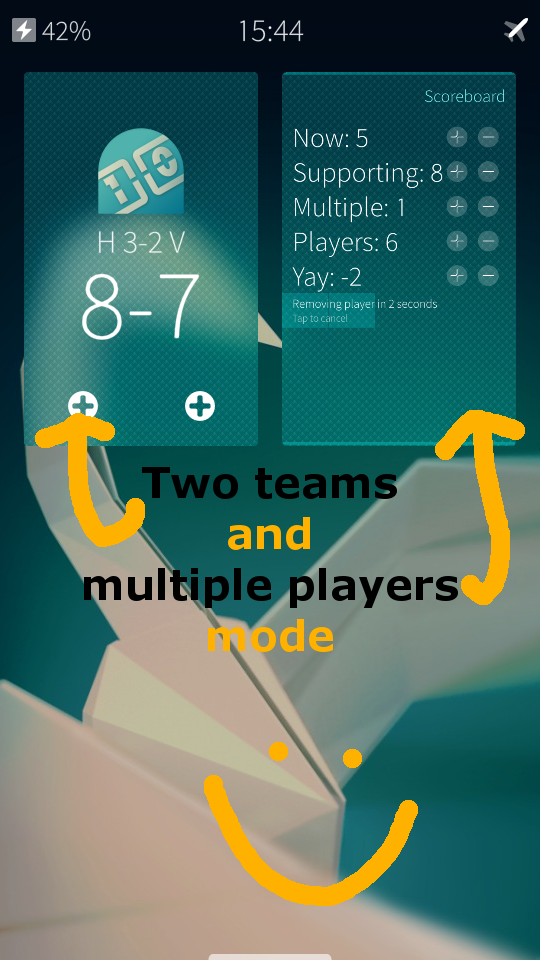 42%
15:44
Scoreboard
10
H 3-2 V
8-7
Now: 5
Supporting: 8
Multiple: 1
Players: 6
Yay: -2
Removing player in 2 seconds
Tap to cancel
Two teams
and
multiple players
mode